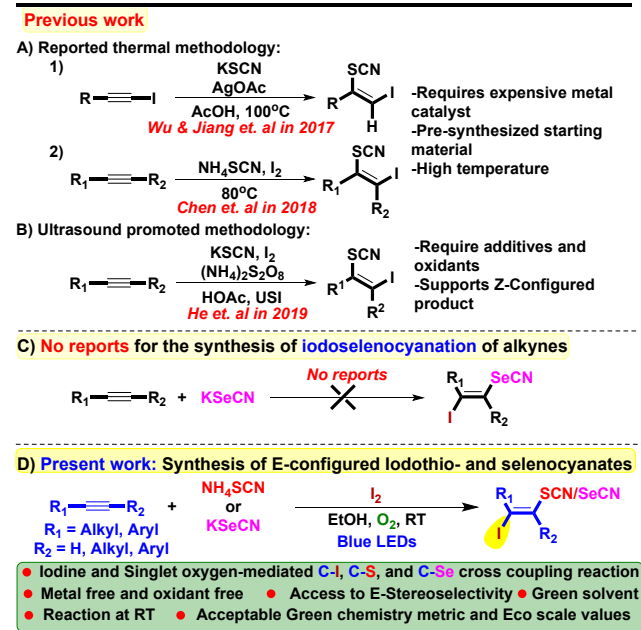 Previous work
A) Reported thermal methodology:
1)
R
I
KSCN
AgOAc
AcOH, 100°C
Wu & Jiang et. al in 2017
SCN
R
I
H
-Requires expensive metal
catalyst
-Pre-synthesized starting
material
-High temperature
2)
R₁
R₂
NH₄SCN, I₂
80°C
Chen et. al in 2018
SCN
R₁
I
R₂
B) Ultrasound promoted methodology:
R₁
R₂
KSCN, I₂
(NH₄)₂S₂O₈
HOAc, USI
He et. al in 2019
SCN
R¹
I
R²
-Require additives and
oxidants
-Supports Z-Configured
product
C) No reports for the synthesis of iodoselenocyanation of alkynes
R₁
R₂ + KSeCN
No reports
R₁
SeCN
I
R₂
D) Present work: Synthesis of E-configured Iodothio- and selenocyanates
R₁
R₂
R₁ = Alkyl, Aryl
R₂ = H, Alkyl, Aryl
+
NH₄SCN
or
KSeCN
I₂
EtOH, O₂, RT
Blue LEDs
R₁
SCN/SeCN
I
R₂
● Iodine and Singlet oxygen-mediated C-I, C-S, and C-Se cross coupling reaction
● Metal free and oxidant free ● Access to E-Stereoselectivity ● Green solvent
● Reaction at RT ● Acceptable Green chemistry metric and Eco scale values